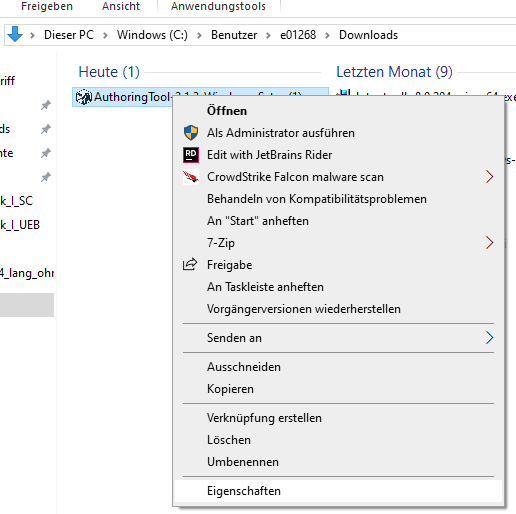 Freigeben Ansicht Anwendungstools
Dieser PC > Windows (C:) > Benutzer > e01268 > Downloads
Heute (1) Letzten Monat (9)
riff
ds
nte
k_I_SC
k_I_UEB
4_lang_ohr
Öffnen
Als Administrator ausführen
RD Edit with JetBrains Rider
CrowdStrike Falcon malware scan
Behandeln von Kompatibilitätsproblemen
An "Start" anheften
7-Zip
Freigabe
An Taskleiste anheften
Vorgängerversionen wiederherstellen
Senden an
Ausschneiden
Kopieren
Verknüpfung erstellen
Löschen
Umbenennen
Eigenschaften